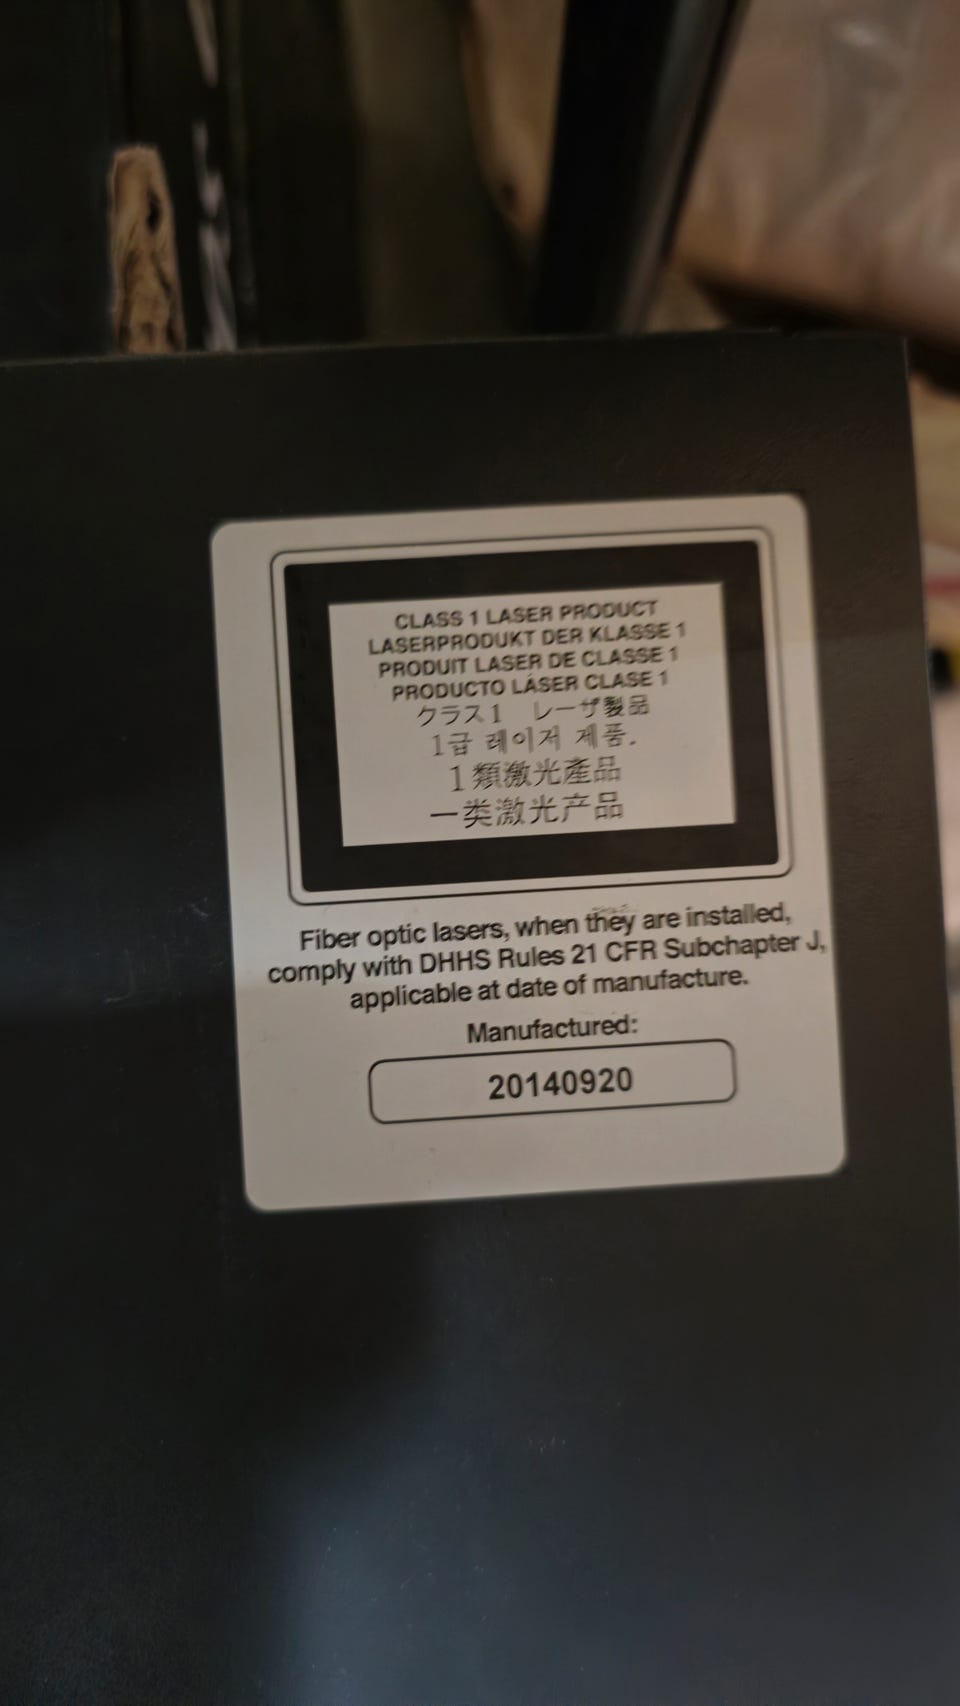 CLASS 1 LASER PRODUCT
LASERPRODUKT DER KLASSE 1
PRODUIT LASER DE CLASSE 1
PRODUCTO LÁSER CLASE 1
クラス1 レーザ製品
1급 레이저 제품.
1類激光產品
一类激光产品
Fiber optic lasers, when they are installed,
comply with DHHS Rules 21 CFR Subchapter J,
applicable at date of manufacture.
Manufactured:
20140920